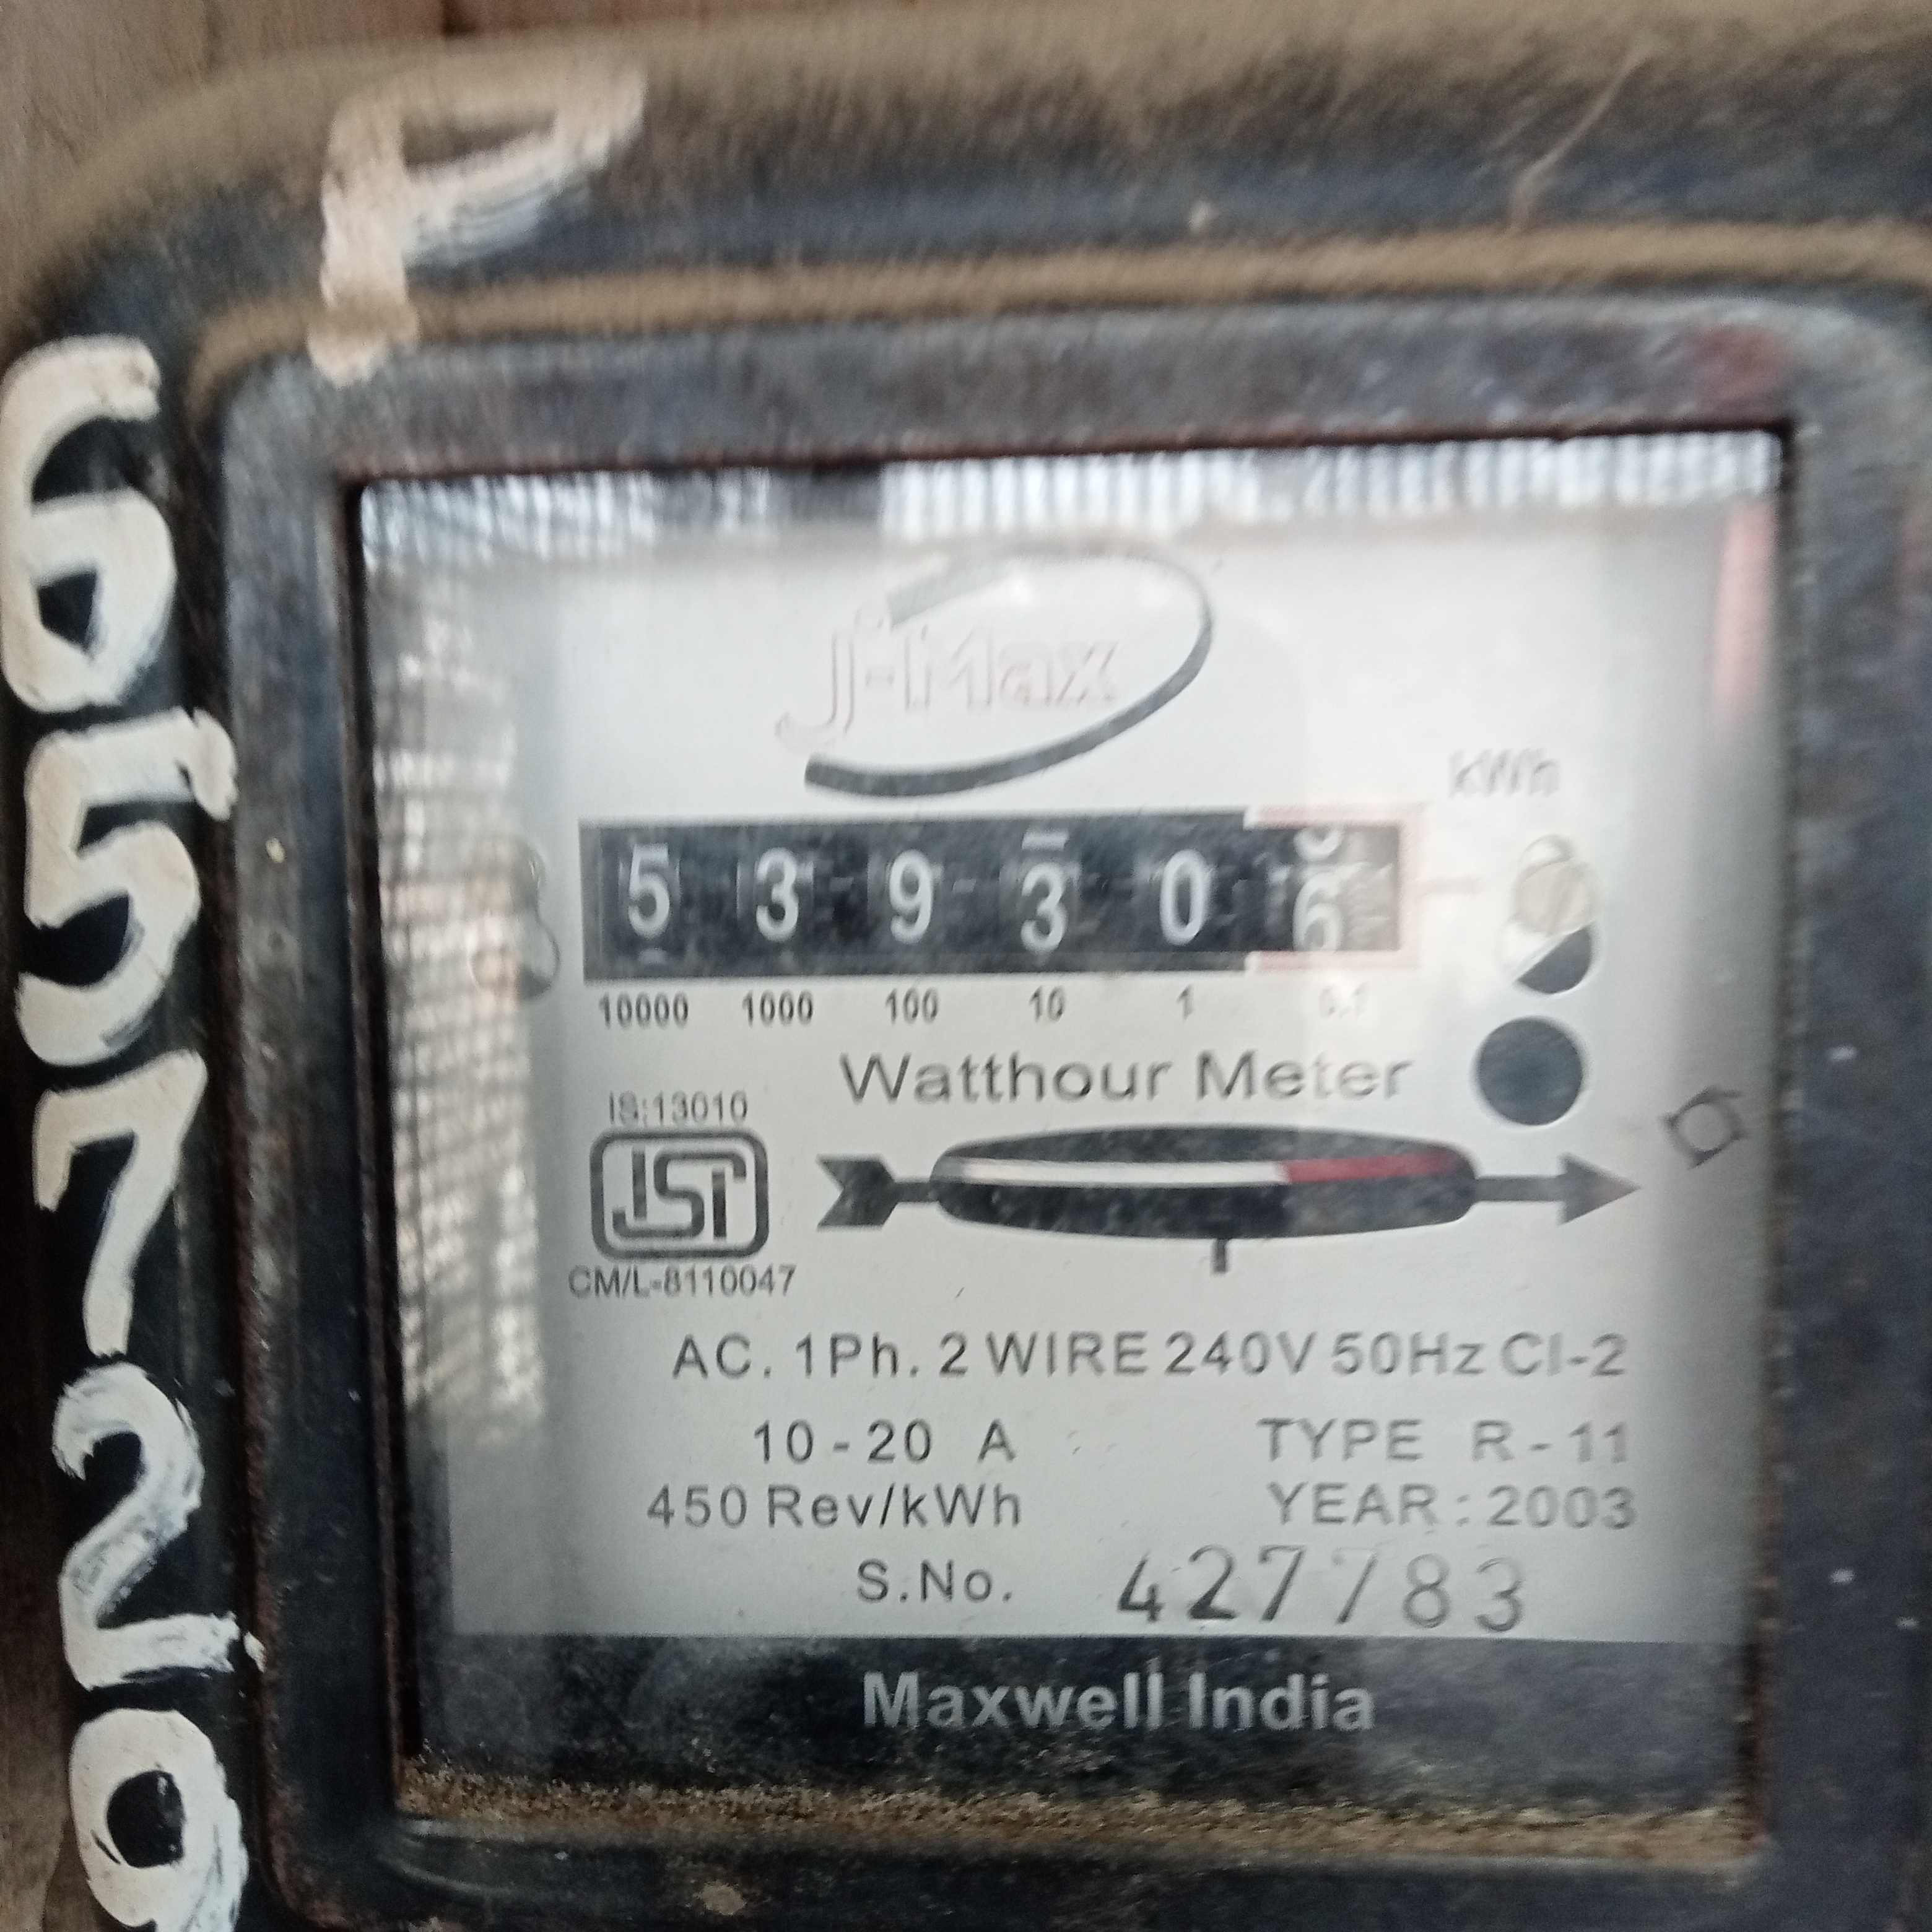 P
65729
J-Max
kWh
5 3 9 3 0 6
10000 1000 100 10 1 0.1
Watthour Meter
IS:13010
ISI
CM/L-8110047
AC. 1Ph. 2 WIRE 240V 50Hz Cl-2
10-20 A TYPE R-11
450 Rev/kWh YEAR: 2003
S.No. 427783
Maxwell India